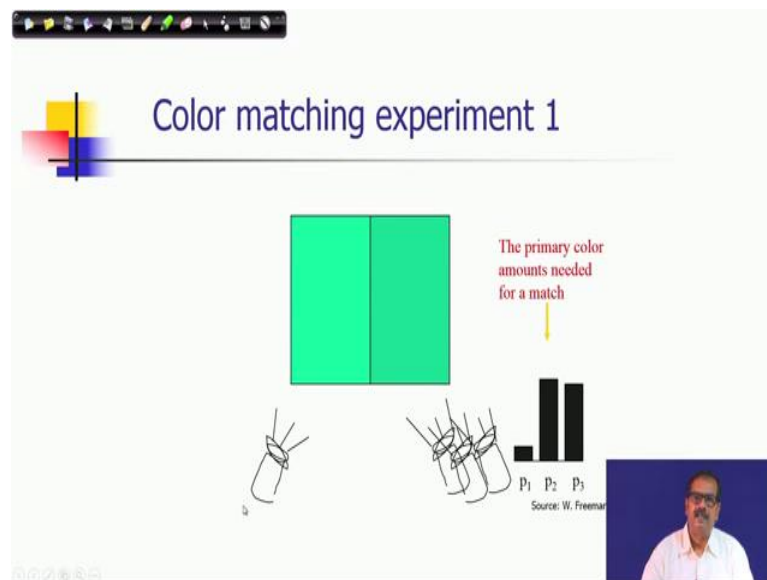 Color matching experiment 1
The primary color
amounts needed
for a match
p₁ p₂ p₃
Source: W. Freeman